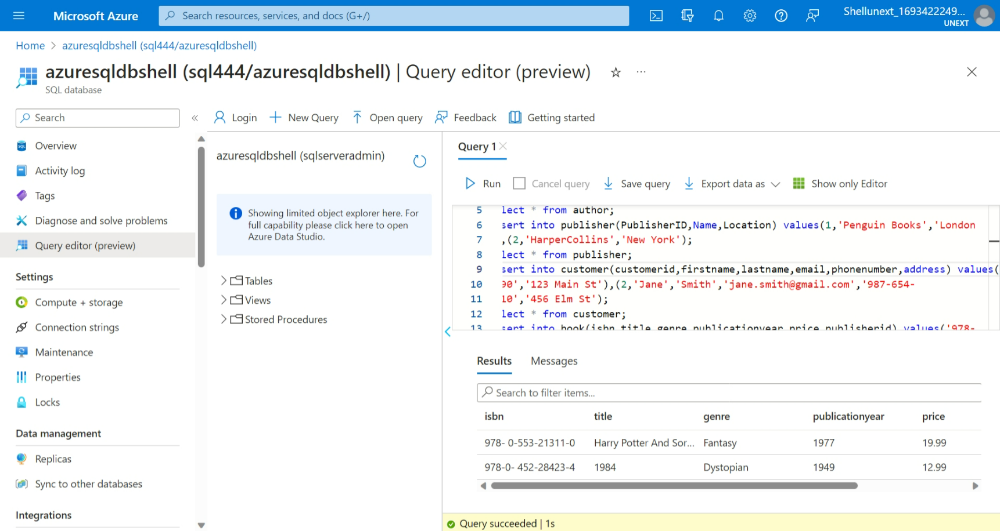 Microsoft Azure
Search resources, services, and docs (G+/)
Shellunext_1693422249...
UNEXT
Home > azuresqldbshell (sql444/azuresqldbshell)
azuresqldbshell (sql444/azuresqldbshell) | Query editor (preview)
SQL database
Search
Overview
Activity log
Tags
Diagnose and solve problems
Query editor (preview)
Settings
Compute + storage
Connection strings
Maintenance
Properties
Locks
Data management
Replicas
Sync to other databases
Integrations
Login
New Query
Open query
Feedback
Getting started
azuresqldbshell (sqlserveradmin)
Showing limited object explorer here. For
full capability please click here to open
Azure Data Studio.
Tables
Views
Stored Procedures
Query 1
Run
Cancel query
Save query
Export data as
Show only Editor
5 lect * from author;
6 sert into publisher(PublisherID,Name,Location) values(1,'Penguin Books','London
7 ,(2,'HarperCollins','New York');
8 lect * from publisher;
9 sert into customer(customerid,firstname,lastname,email,phonenumber,address) values(
10 90','123 Main St'),(2,'Jane','Smith','jane.smith@gmail.com','987-654-
11 10','456 Elm St');
12 lect * from customer;
13 sert into book(isbn,title,genre,publicationyear,price,publisherid) values('978-
Results
Messages
Search to filter items...
isbn title genre publicationyear price
978- 0-553-21311-0 Harry Potter And Sor... Fantasy 1977 19.99
978-0- 452-28423-4 1984 Dystopian 1949 12.99
Query succeeded | 1s